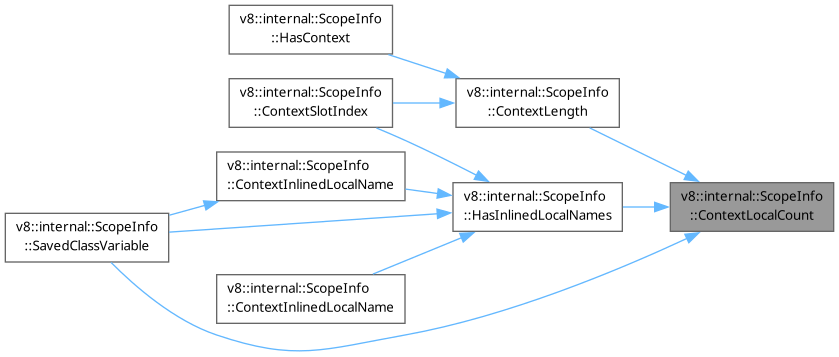 v8::internal::ScopeInfo
::HasContext
v8::internal::ScopeInfo
::ContextSlotIndex
v8::internal::ScopeInfo
::ContextLength
v8::internal::ScopeInfo
::ContextInlinedLocalName
v8::internal::ScopeInfo
::HasInlinedLocalNames
v8::internal::ScopeInfo
::ContextLocalCount
v8::internal::ScopeInfo
::SavedClassVariable
v8::internal::ScopeInfo
::ContextInlinedLocalName